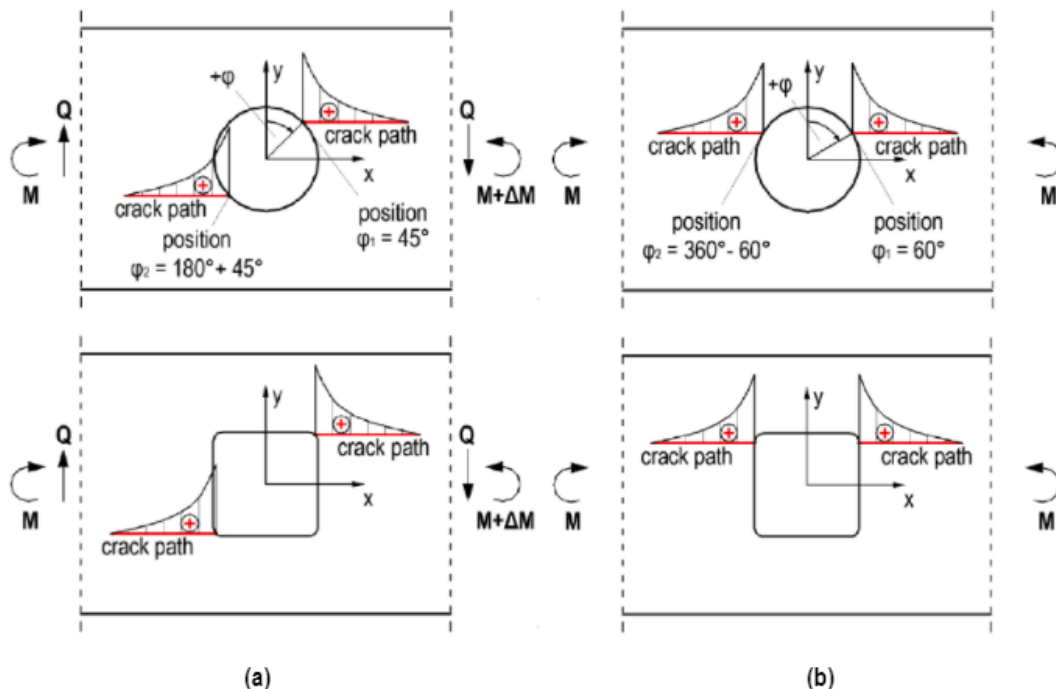 y
+φ
crack path
x
Q
M
crack path
position
φ₂ = 180°+ 45°
position
φ₁ = 45°
Q
M+ΔM
y
+φ
crack path
crack path
x
M
position
φ₂ = 360°- 60°
position
φ₁ = 60°
M
y
crack path
x
Q
M
crack path
Q
M+ΔM
y
crack path
crack path
x
M
M
(a)
(b)